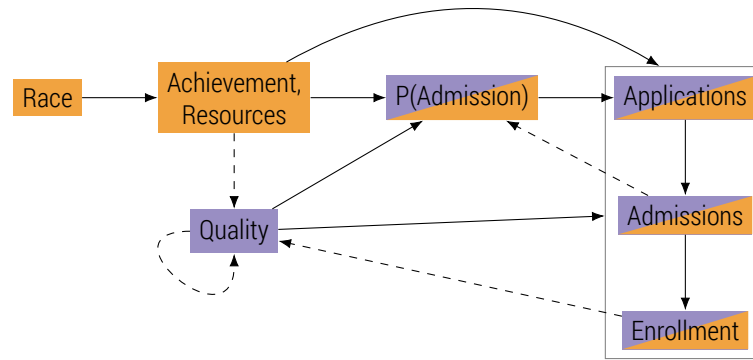 Race
Achievement,
Resources
P(Admission)
Applications
Quality
Admissions
Enrollment